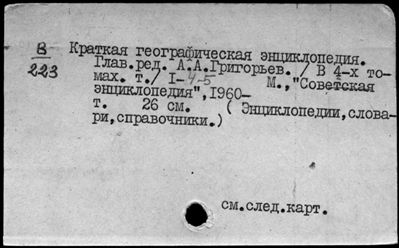 В
223
Краткая географическая энциклопедия.
Глав.ред. А.А.Григорьев. / В 4-х то-
мах. т./ I-4-5 М.,"Советская
энциклопедия",1960-
т. 26 см. ( Энциклопедии,слова-
ри,справочники.)
см.след.карт.